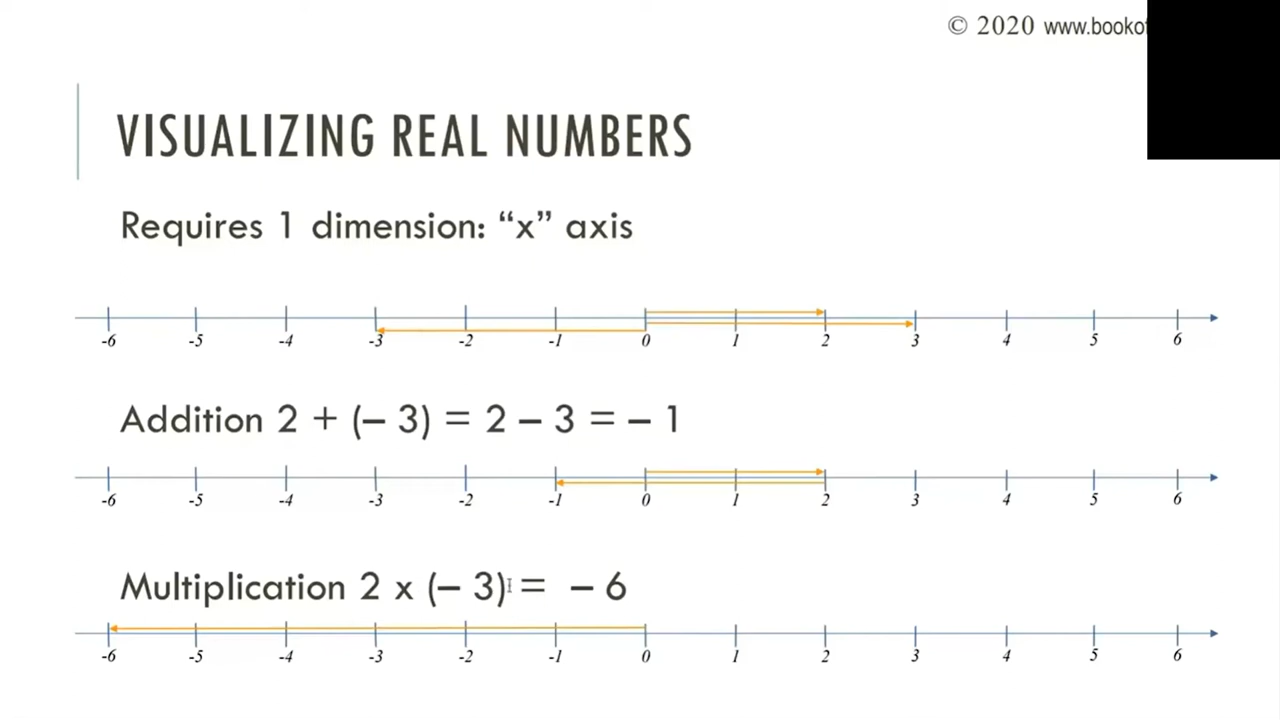 © 2020 www.bookof
VISUALIZING REAL NUMBERS
Requires 1 dimension: “x” axis
-6 -5 -4 -3 -2 -1 0 1 2 3 4 5 6
Addition 2 + (– 3) = 2 – 3 = – 1
-6 -5 -4 -3 -2 -1 0 1 2 3 4 5 6
Multiplication 2 x (– 3) = – 6
-6 -5 -4 -3 -2 -1 0 1 2 3 4 5 6